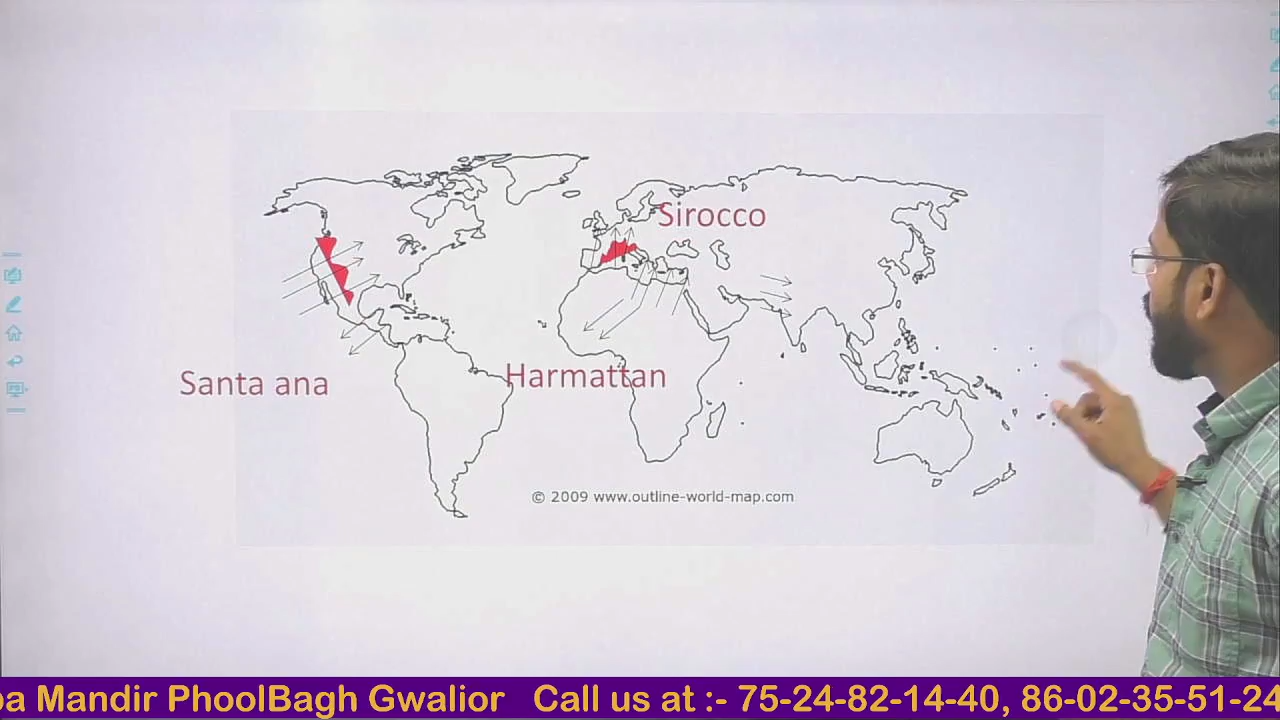 Sirocco
Harmattan
Santa ana
© 2009 www.outline-world-map.com
Mandir PhoolBagh Gwalior Call us at :- 75-24-82-14-40, 86-02-35-51-24